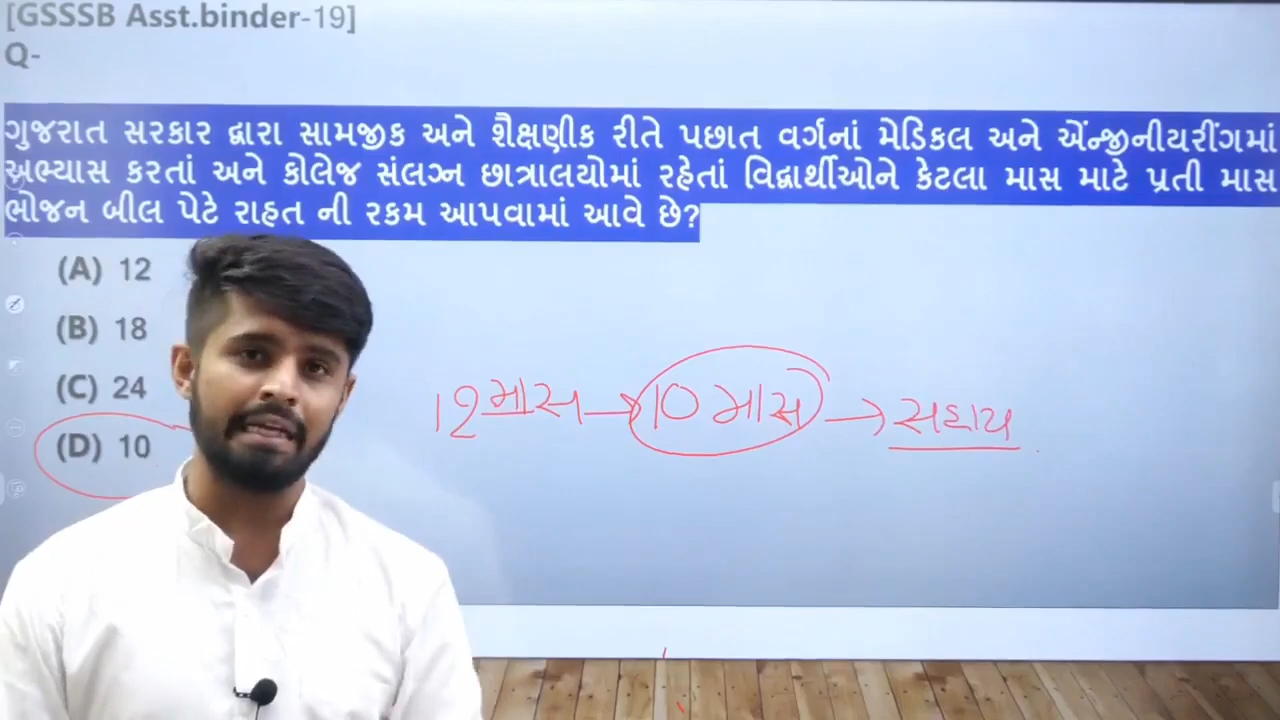 [GSSSB Asst.binder-19]
Q-
ગુજરાત સરકાર દ્વારા સામજીક અને શૈક્ષણીક રીતે પછાત વર્ગનાં મેડિકલ અને એંન્જીનીયરીંગમાં
અભ્યાસ કરતાં અને કોલેજ સંલગ્ન છાત્રાલયોમાં રહેતાં વિદ્યાર્થીઓને કેટલા માસ માટે પ્રતી માસ
ભોજન બીલ પેટે રાહત ની રકમ આપવામાં આવે છે?
(A) 12
(B) 18
(C) 24
(D) 10
12 માસ → 10 માસ → સહાય